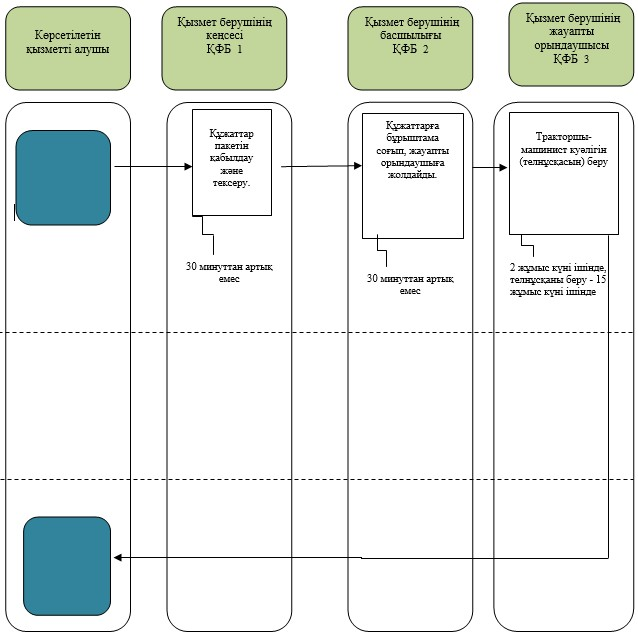 Көрсетілетін
қызметті алушы
Қызмет берушінің
кеңсесі
ҚФБ 1
Қызмет берушінің
басшылығы
ҚФБ 2
Қызмет берушінің
жауапты
орындаушысы
ҚФБ 3
Құжаттар
пакетін
қабылдау
және
тексеру.
Құжаттарға
бұрыштама
соғып, жауапты
орындаушыға
жолдайды.
Тракторшы-
машинист куәлігін
(телнұсқасын) беру
30 минуттан артық
емес
30 минуттан артық
емес
2 жұмыс күні ішінде,
телнұсқаны беру - 15
жұмыс күні ішінде